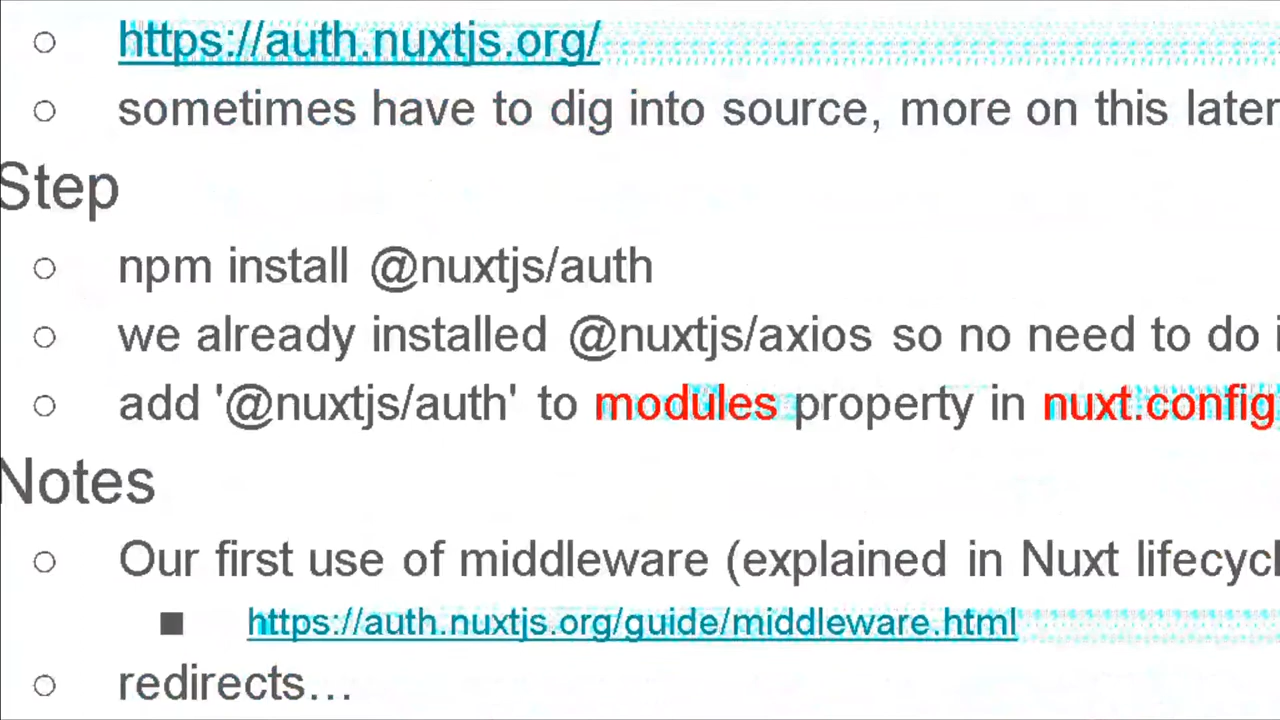 https://auth.nuxtjs.org/
sometimes have to dig into source, more on this later
Step
npm install @nuxtjs/auth
we already installed @nuxtjs/axios so no need to do
add '@nuxtjs/auth' to modules property in nuxt.config
Notes
Our first use of middleware (explained in Nuxt lifecycl
https://auth.nuxtjs.org/guide/middleware.html
redirects…